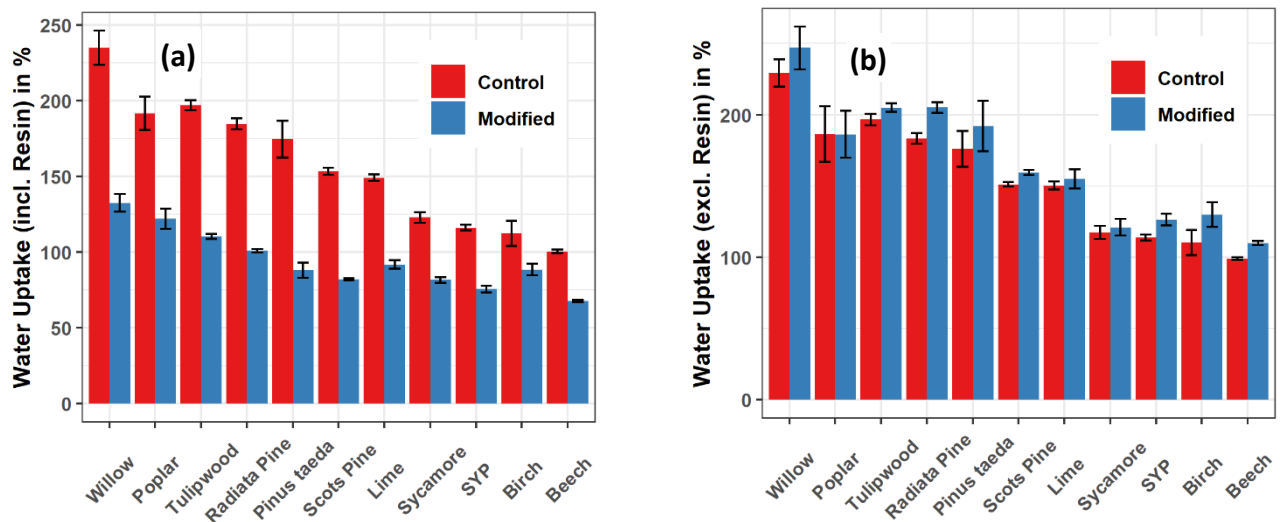 Water Uptake (incl. Resin) in %
250
200
150
100
50
0
(a)
Control
Modified
Willow
Poplar
Tulipwood
Radiata Pine
Pinus taeda
Scots Pine
Lime
Sycamore
SYP
Birch
Beech
Water Uptake (excl. Resin) in %
200
100
0
(b)
Control
Modified
Willow
Poplar
Tulipwood
Radiata Pine
Pinus taeda
Scots Pine
Lime
Sycamore
SYP
Birch
Beech